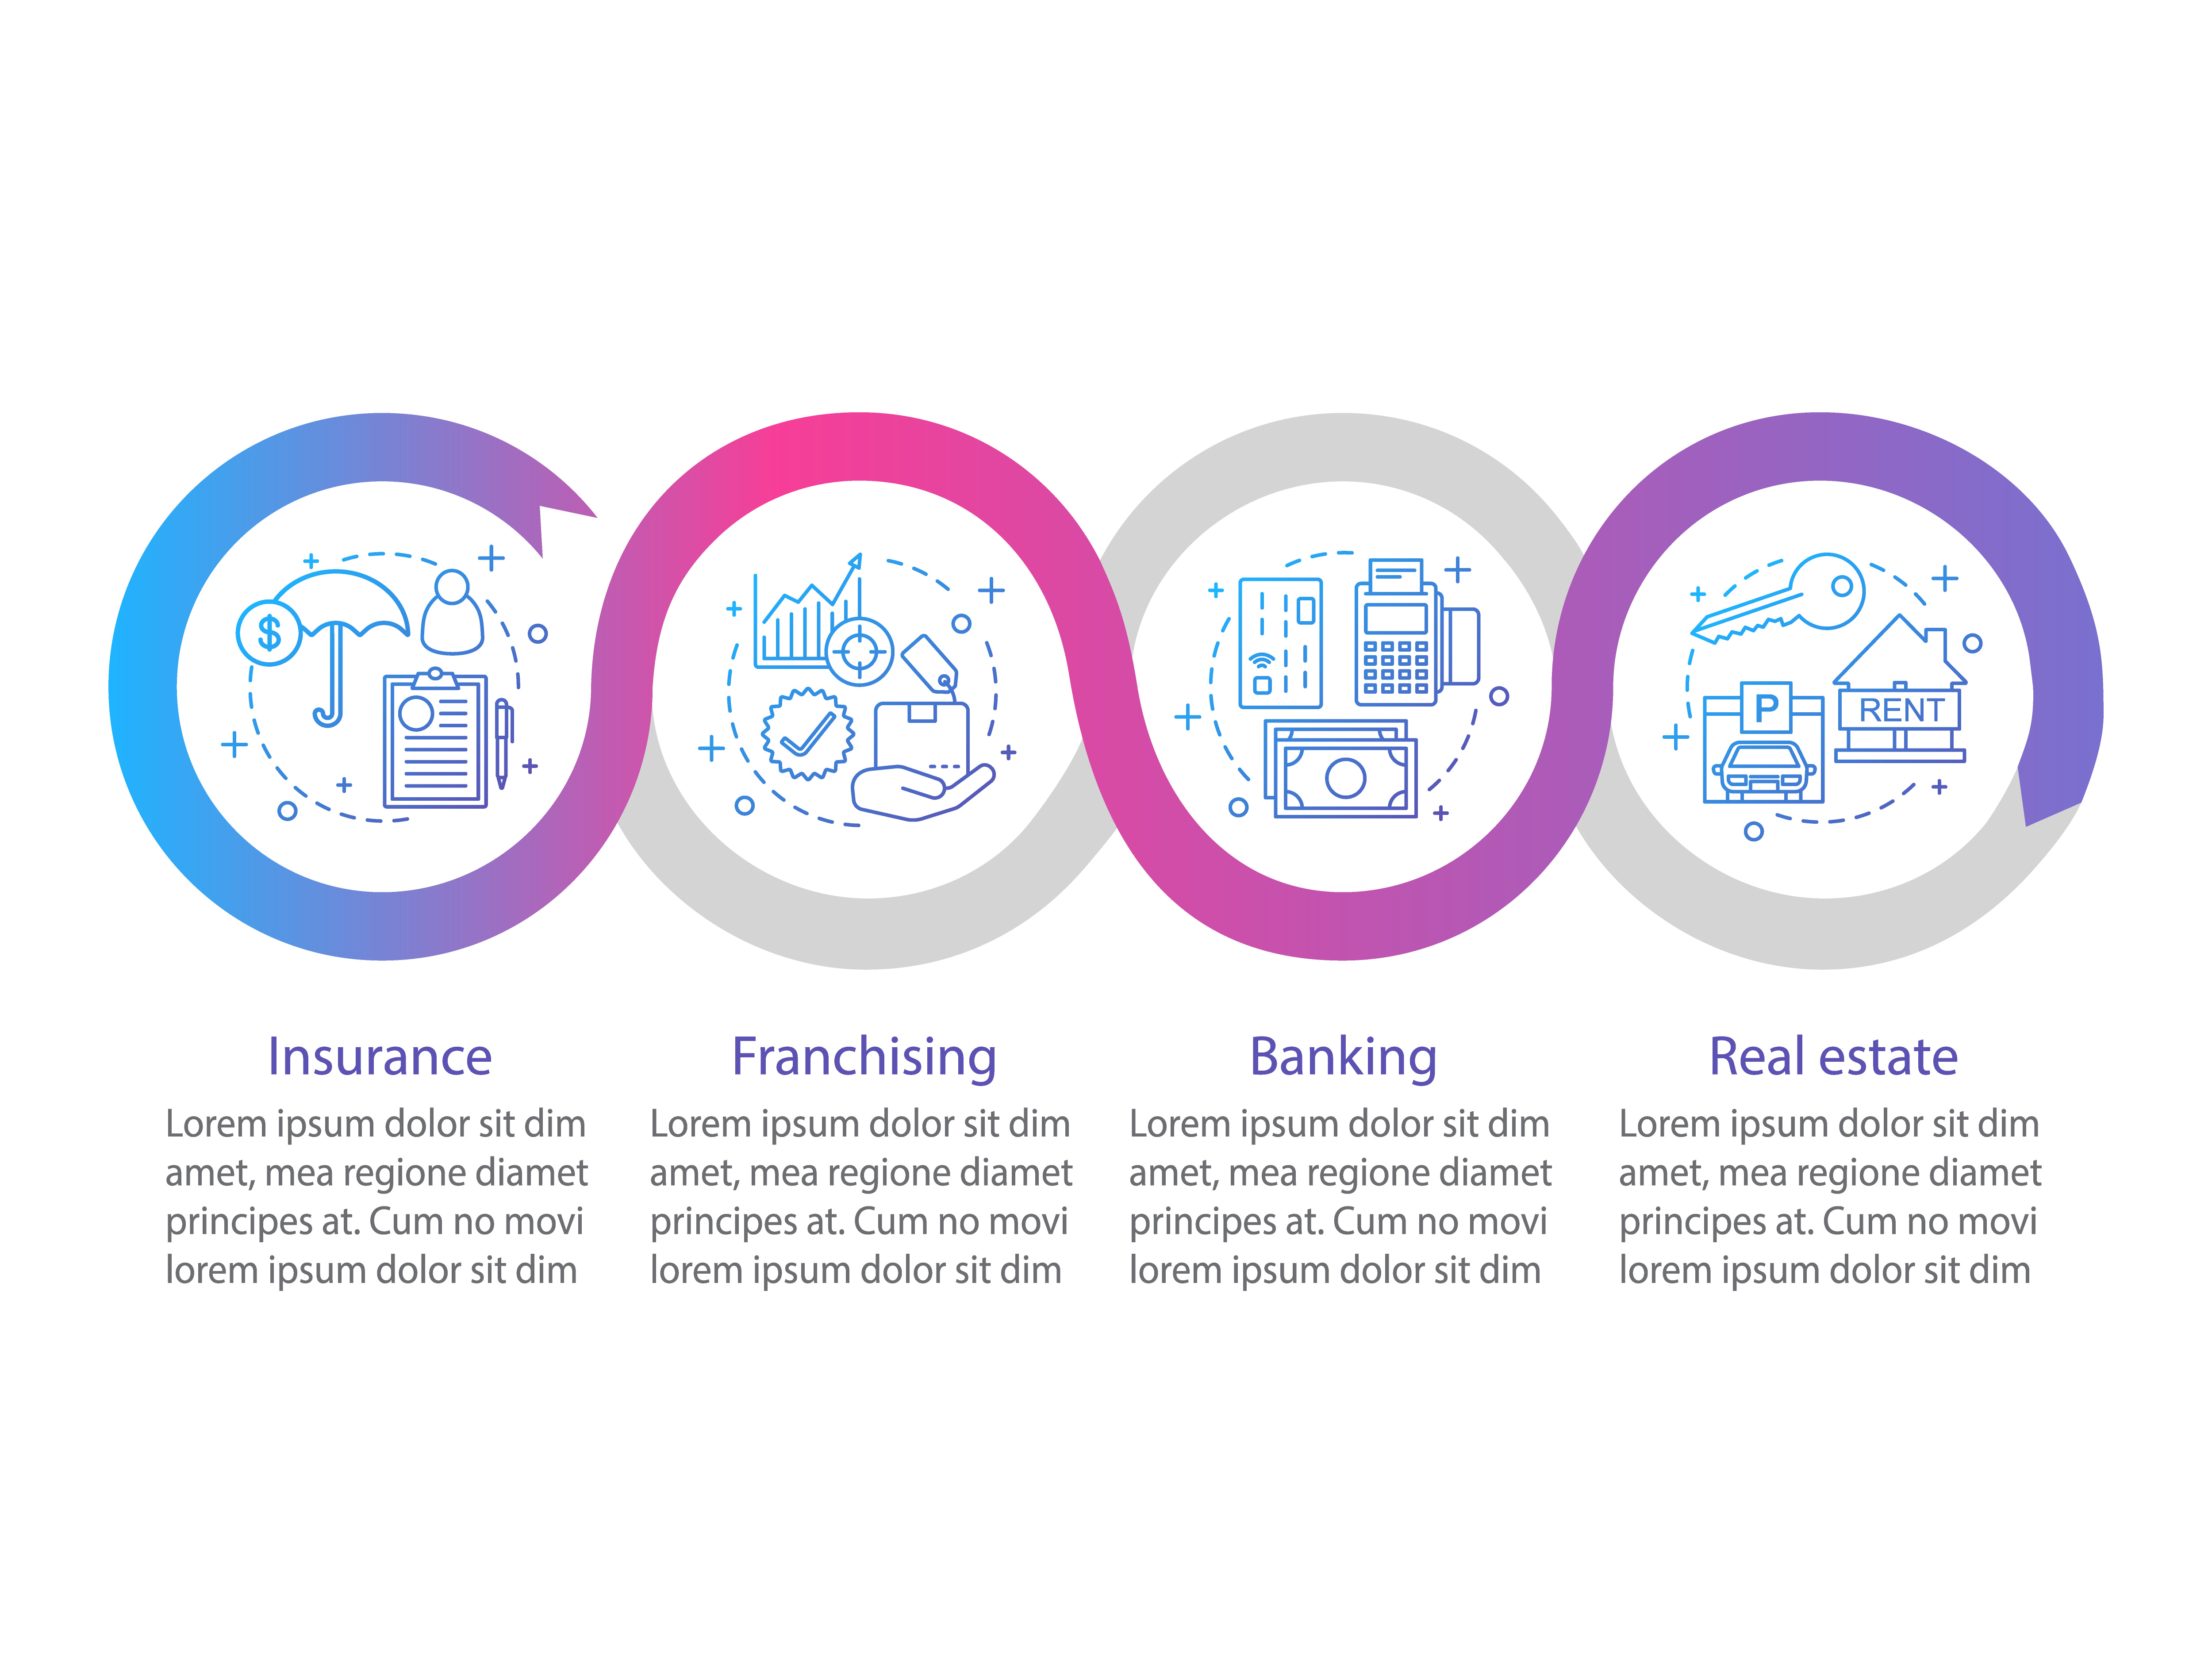 $
P
RENT
Insurance
Lorem ipsum dolor sit dim
amet, mea regione diamet
principes at. Cum no movi
lorem ipsum dolor sit dim
Franchising
Lorem ipsum dolor sit dim
amet, mea regione diamet
principes at. Cum no movi
lorem ipsum dolor sit dim
Banking
Lorem ipsum dolor sit dim
amet, mea regione diamet
principes at. Cum no movi
lorem ipsum dolor sit dim
Real estate
Lorem ipsum dolor sit dim
amet, mea regione diamet
principes at. Cum no movi
lorem ipsum dolor sit dim